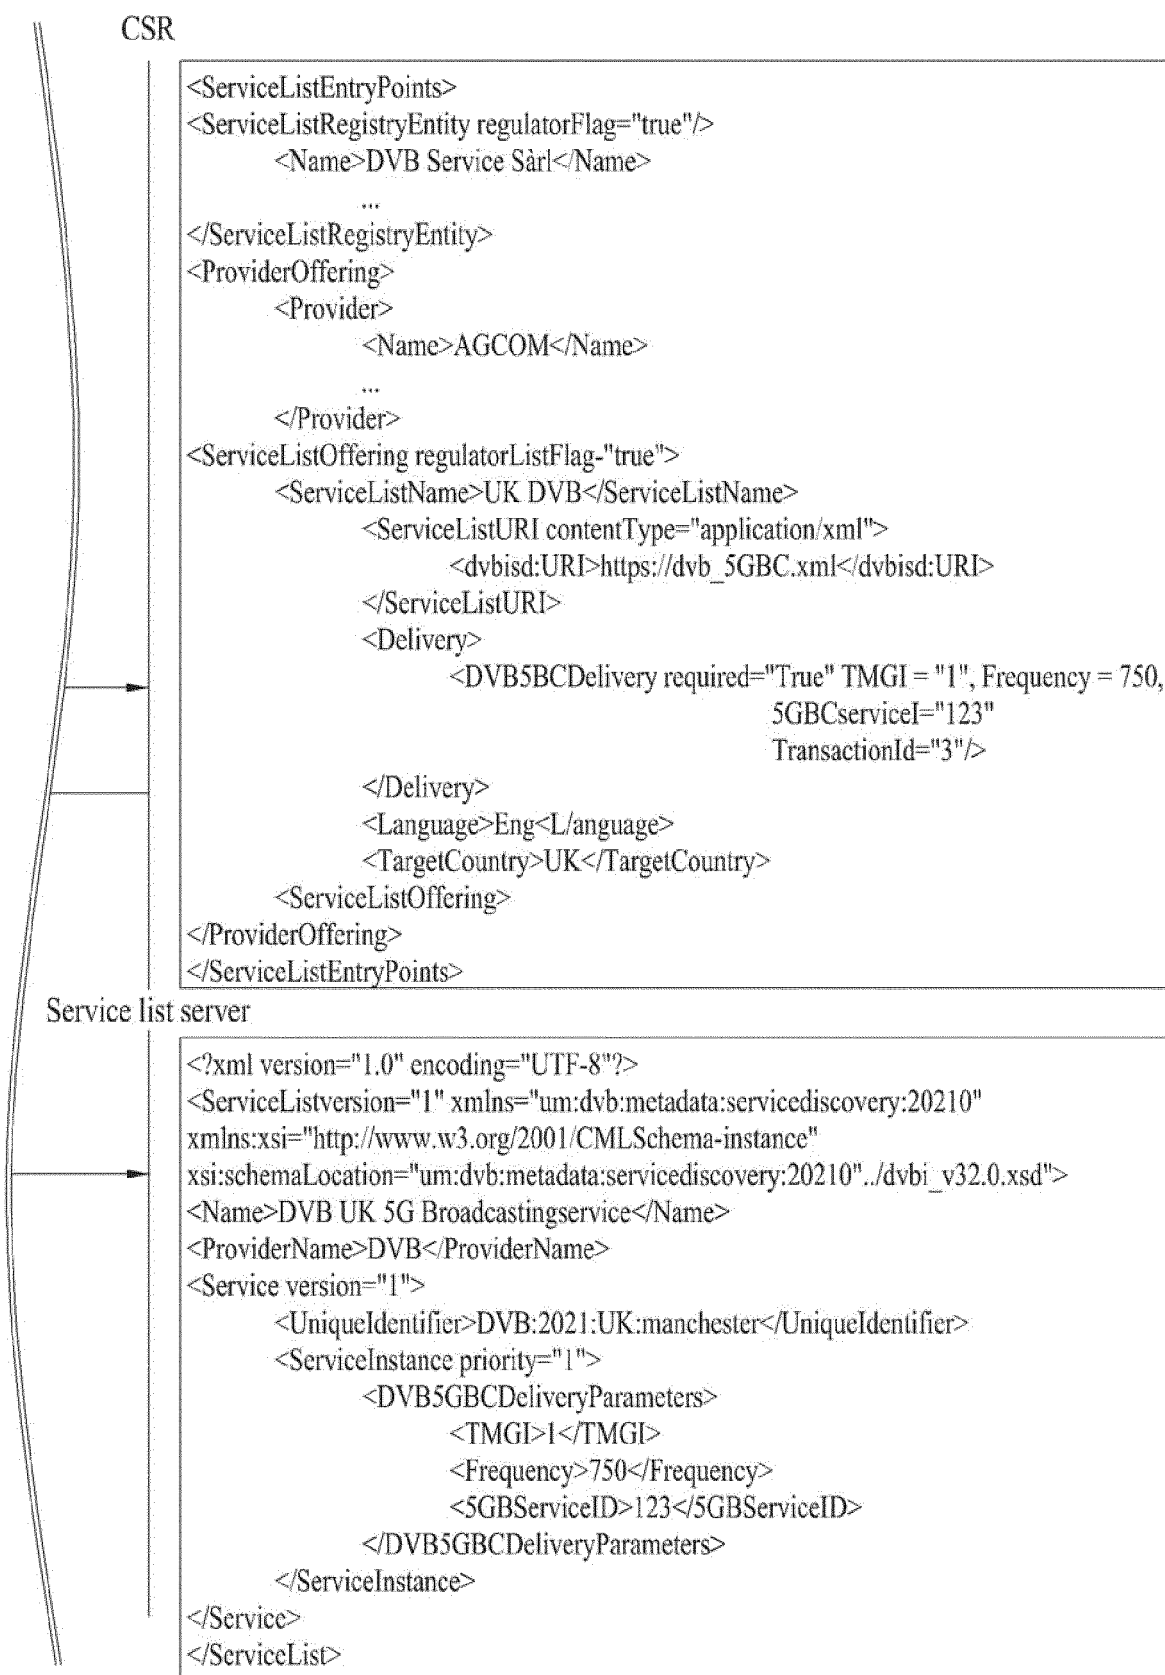 CSR
<ServiceListEntryPoints>
<ServiceListRegistryEntity regulatorFlag="true"/>
<Name>DVB Service Sàrl</Name>
...
</ServiceListRegistryEntity>
<ProviderOffering>
<Provider>
<Name>AGCOM</Name>
...
</Provider>
<ServiceListOffering regulatorListFlag-"true">
<ServiceListName>UK DVB</ServiceListName>
<ServiceListURI contentType="application/xml">
<dvbisd:URI>https://dvb_5GBC.xml</dvbisd:URI>
</ServiceListURI>
<Delivery>
<DVB5BCDelivery required="True" TMGI = "1", Frequency = 750,
5GBCserviceI="123"
TransactionId="3"/>
</Delivery>
<Language>Eng<L/anguage>
<TargetCountry>UK</TargetCountry>
<ServiceListOffering>
</ProviderOffering>
</ServiceListEntryPoints>
Service list server
<?xml version="1.0" encoding="UTF-8"?>
<ServiceListversion="1" xmlns="um:dvb:metadata:servicediscovery:20210"
xmlns:xsi="http://www.w3.org/2001/CMLSchema-instance"
xsi:schemaLocation="um:dvb:metadata:servicediscovery:20210"../dvbi_v32.0.xsd">
<Name>DVB UK 5G Broadcastingservice</Name>
<ProviderName>DVB</ProviderName>
<Service version="1">
<UniqueIdentifier>DVB:2021:UK:manchester</UniqueIdentifier>
<ServiceInstance priority="1">
<DVB5GBCDeliveryParameters>
<TMGI>1</TMGI>
<Frequency>750</Frequency>
<5GBServiceID>123</5GBServiceID>
</DVB5GBCDeliveryParameters>
</ServiceInstance>
</Service>
</ServiceList>